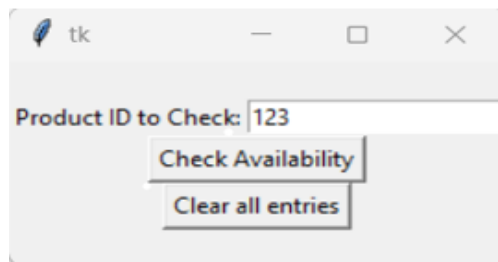 tk
Product ID to Check: 123
Check Availability
Clear all entries